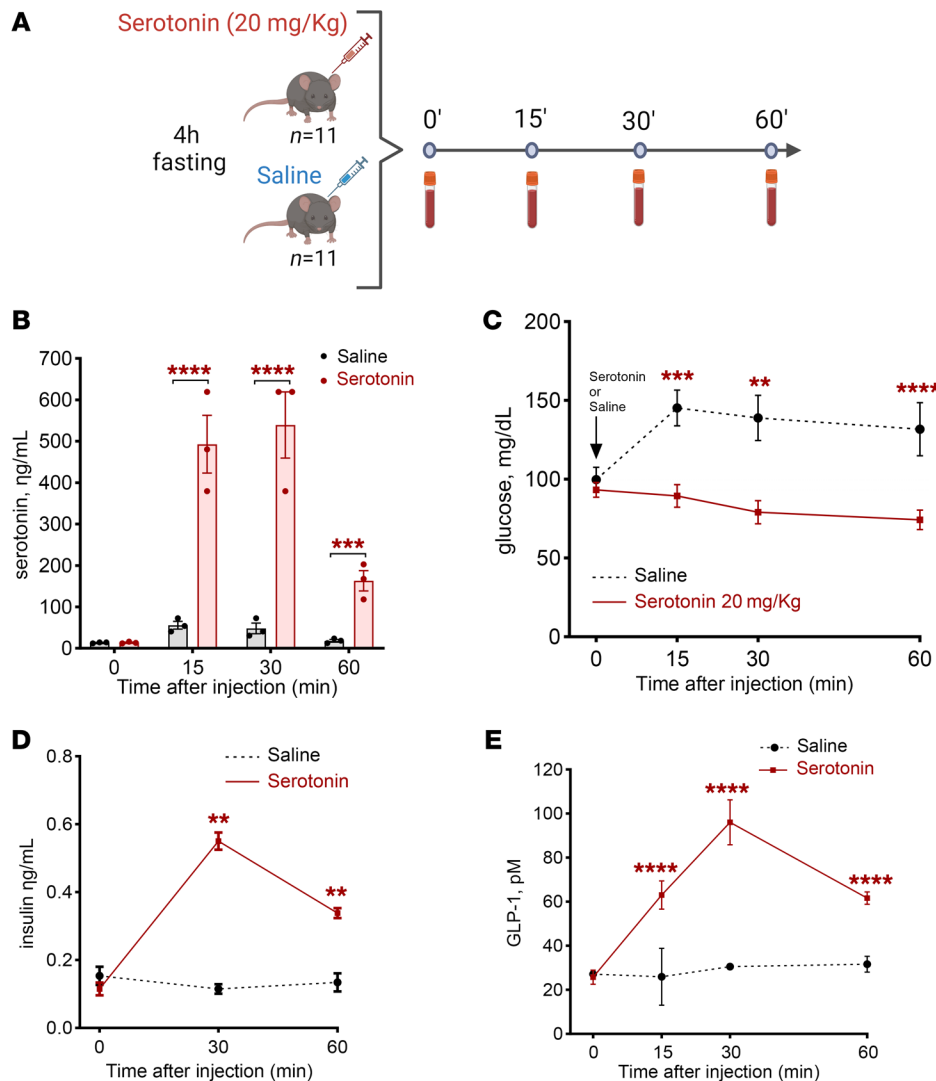 A
Serotonin (20 mg/Kg)
n=11
4h
fasting
Saline
n=11
0' 15' 30' 60'
B
Saline
Serotonin
700
600
500
400
300
200
100
0
serotonin, ηg/mL
**** **** ***
0 15 30 60
Time after injection (min)
C
200
150
100
50
0
glucose, mg/dL
Serotonin
or
Saline
*** ** ****
Saline
Serotonin 20 mg/Kg
0 15 30 60
Time after injection (min)
D
Saline
Serotonin
0.8
0.6
0.4
0.2
0.0
insulin ηg/mL
** **
0 30 60
Time after injection (min)
E
Saline
Serotonin
120
100
80
60
40
20
0
GLP-1, pM
**** **** ****
0 15 30 60
Time after injection (min)